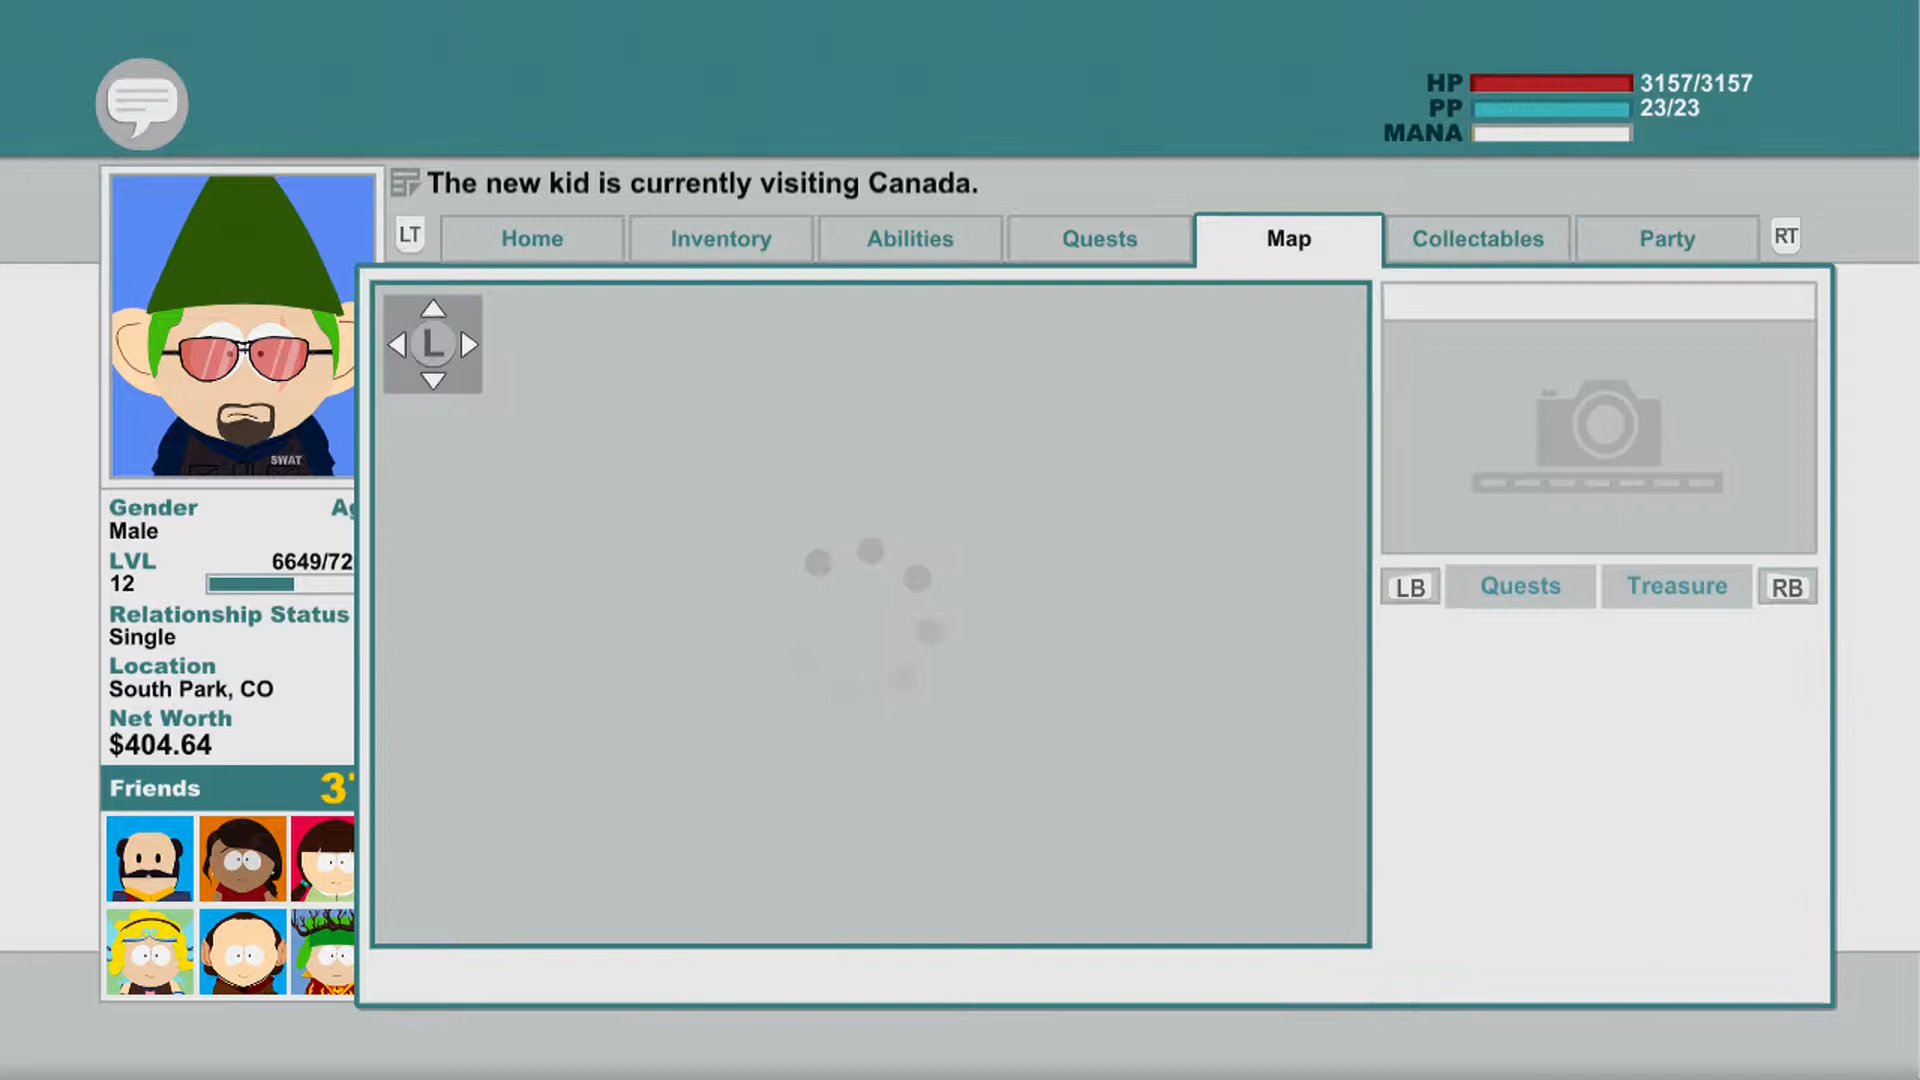 HP 3157/3157
PP 23/23
MANA
The new kid is currently visiting Canada.
LT Home Inventory Abilities Quests Map Collectables Party RT
L
SWAT
Gender
Male
LVL 6649/72
12
Relationship Status
Single
Location
South Park, CO
Net Worth
$404.64
Friends
LB Quests Treasure RB